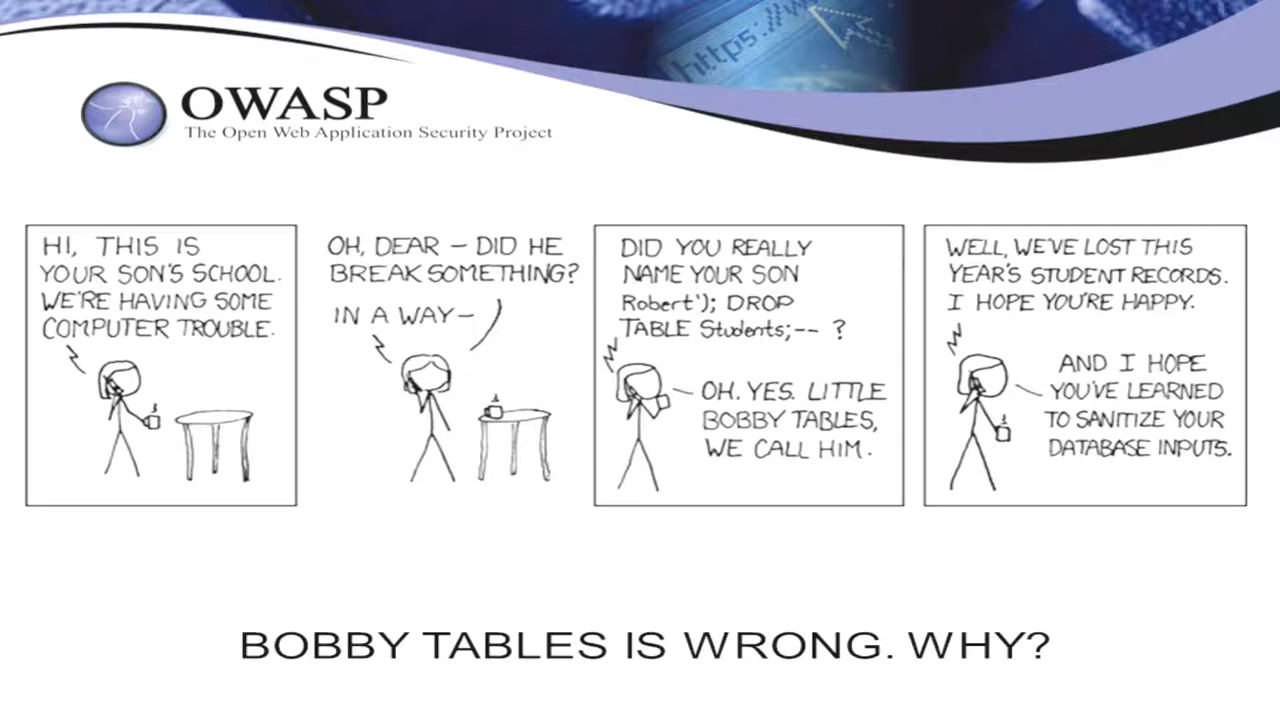 https://w
OWASP
The Open Web Application Security Project
HI, THIS IS
YOUR SON'S SCHOOL.
WE'RE HAVING SOME
COMPUTER TROUBLE.
OH, DEAR – DID HE
BREAK SOMETHING?
IN A WAY–
DID YOU REALLY
NAME YOUR SON
Robert'); DROP
TABLE Students;-- ?
OH. YES. LITTLE
BOBBY TABLES,
WE CALL HIM.
WELL, WE'VE LOST THIS
YEAR'S STUDENT RECORDS.
I HOPE YOU'RE HAPPY.
AND I HOPE
YOU'VE LEARNED
TO SANITIZE YOUR
DATABASE INPUTS.
BOBBY TABLES IS WRONG. WHY?